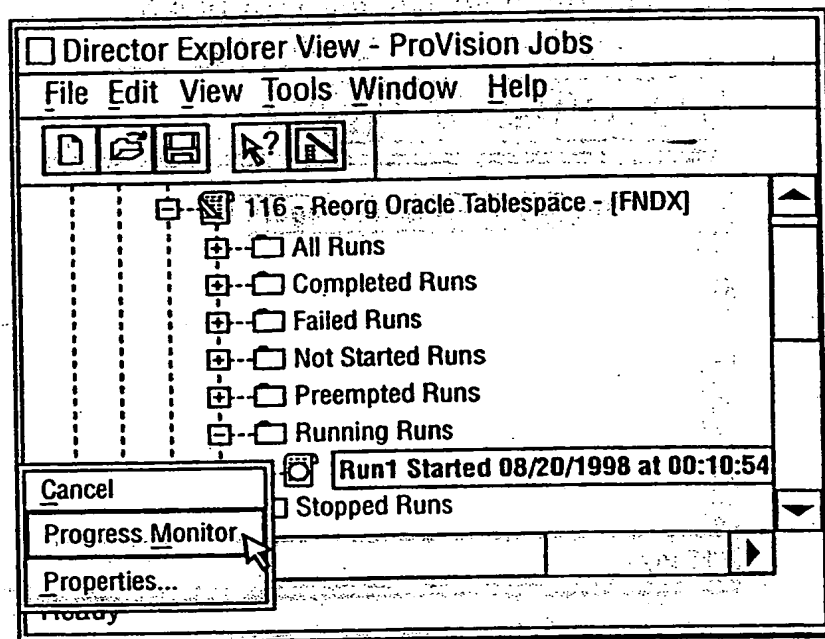 Director Explorer View - ProVision Jobs
File Edit View Tools Window Help
?
116 - Reorg Oracle Tablespace - [FNDX]
All Runs
Completed Runs
Failed Runs
Not Started Runs
Preempted Runs
Running Runs
Run1 Started 08/20/1998 at 00:10:54
Stopped Runs
Cancel
Progress Monitor
Properties...
Ready